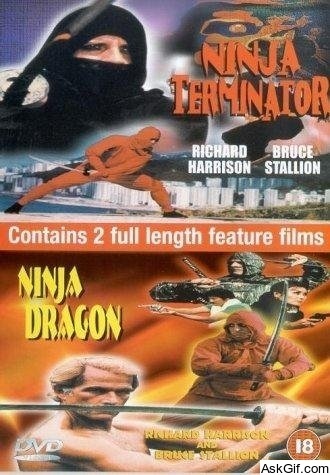 NINJA
TERMINATOR
RICHARD HARRISON
BRUCE STALLION
Contains 2 full length feature films
NINJA
DRAGON
RICHARD HARRISON
AND
BRUCE STALLION
DVD
VIDEO
18
AskGif.com